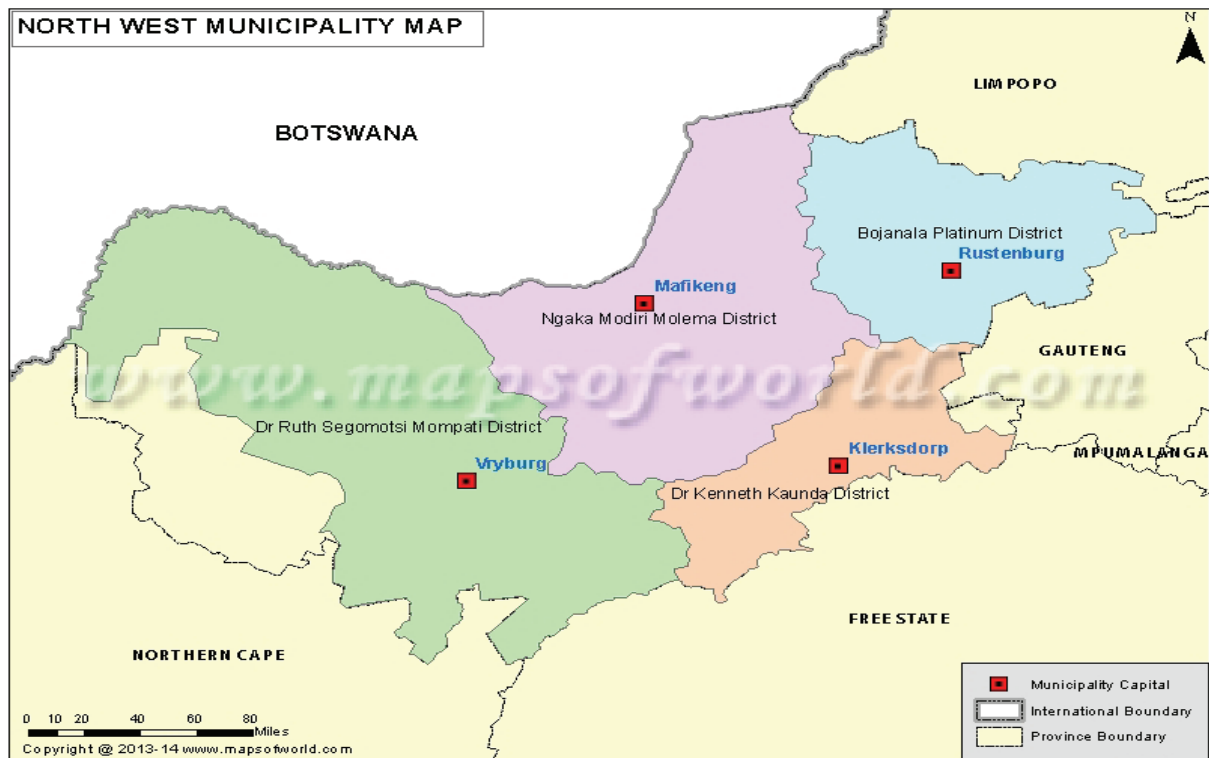 NORTH WEST MUNICIPALITY MAP
N
LIMPOPO
BOTSWANA
Bojanala Platinum District
Rustenburg
Mafikeng
Ngaka Modiri Molema District
GAUTENG
www.mapsofworld.com
Dr Ruth Segomotsi Mompati District
Vryburg
Klerksdorp
MPUMALANGA
Dr Kenneth Kaunda District
FREE STATE
NORTHERN CAPE
Municipality Capital
International Boundary
Province Boundary
0 10 20 40 60 80
Miles
Copyright @ 2013-14 www.mapsofworld.com